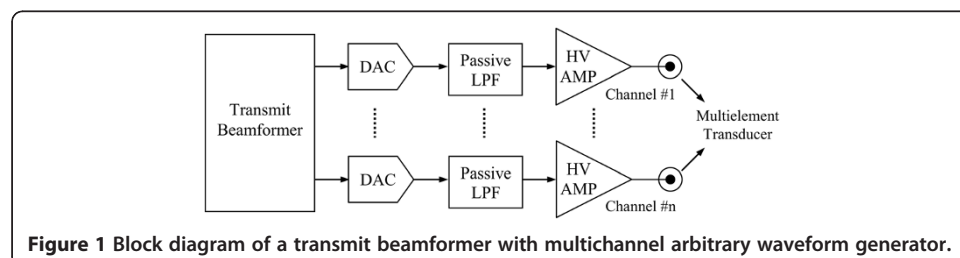 Transmit
Beamformer
DAC
Passive
LPF
HV
AMP
Channel #1
Multielement
Transducer
DAC
Passive
LPF
HV
AMP
Channel #n
Figure 1 Block diagram of a transmit beamformer with multichannel arbitrary waveform generator.